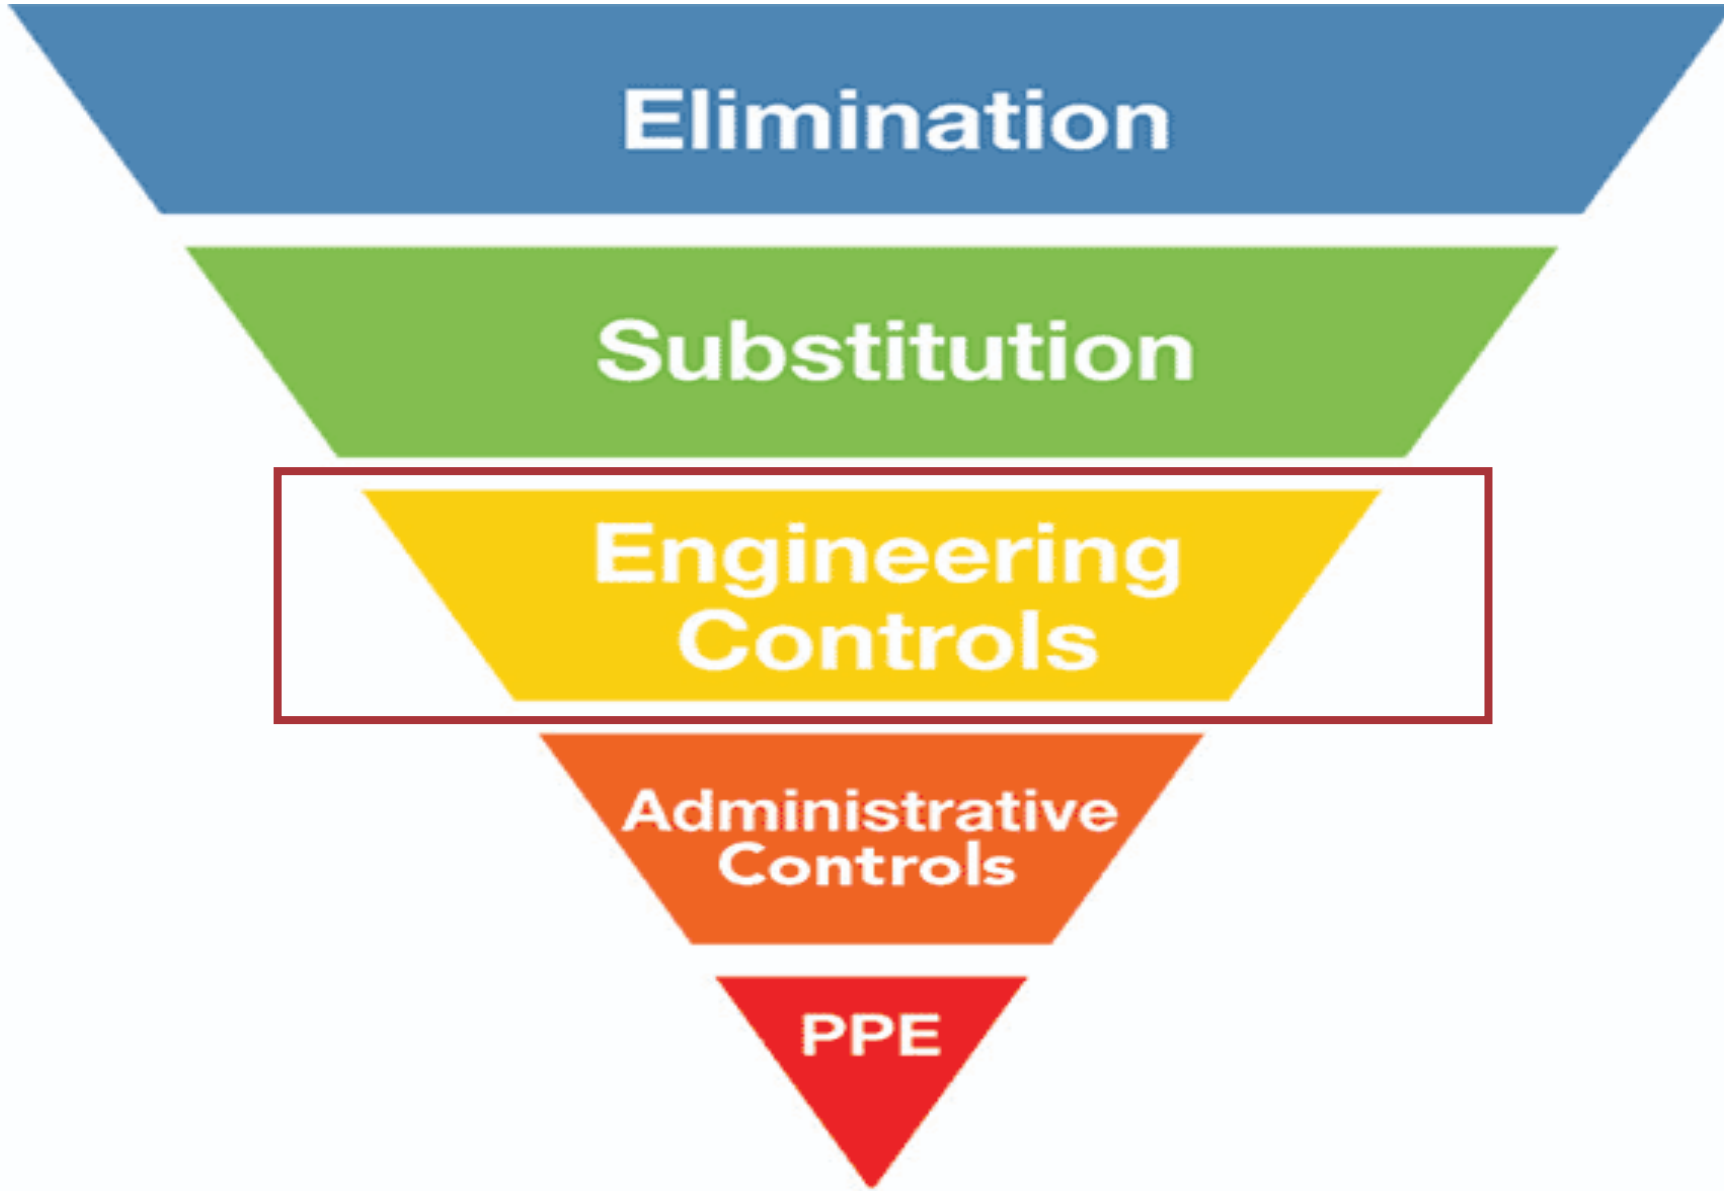 Elimination
Substitution
Engineering
Controls
Administrative
Controls
PPE